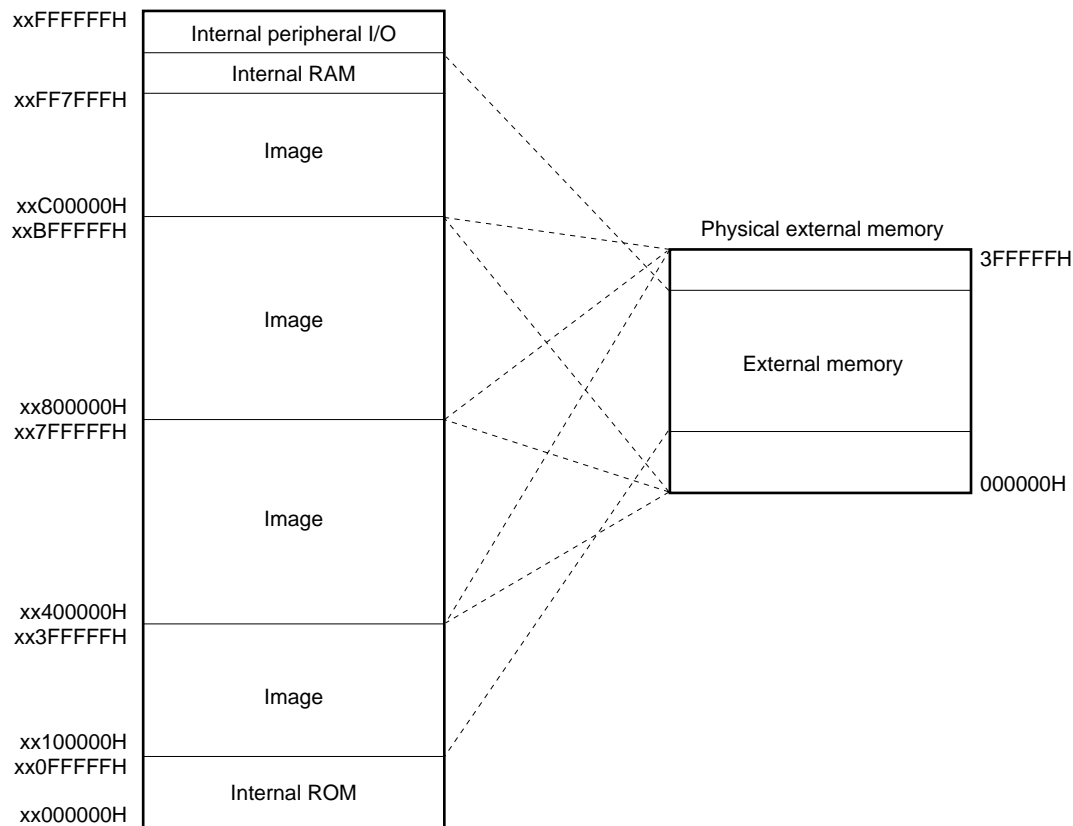 xxFFFFFFH
Internal peripheral I/O
Internal RAM
xxFF7FFFH
Image
xxC00000H
xxBFFFFFH
Image
xx800000H
xx7FFFFFH
Image
xx400000H
xx3FFFFFH
Image
xx100000H
xx0FFFFFH
Internal ROM
xx000000H
Physical external memory
3FFFFFH
External memory
000000H